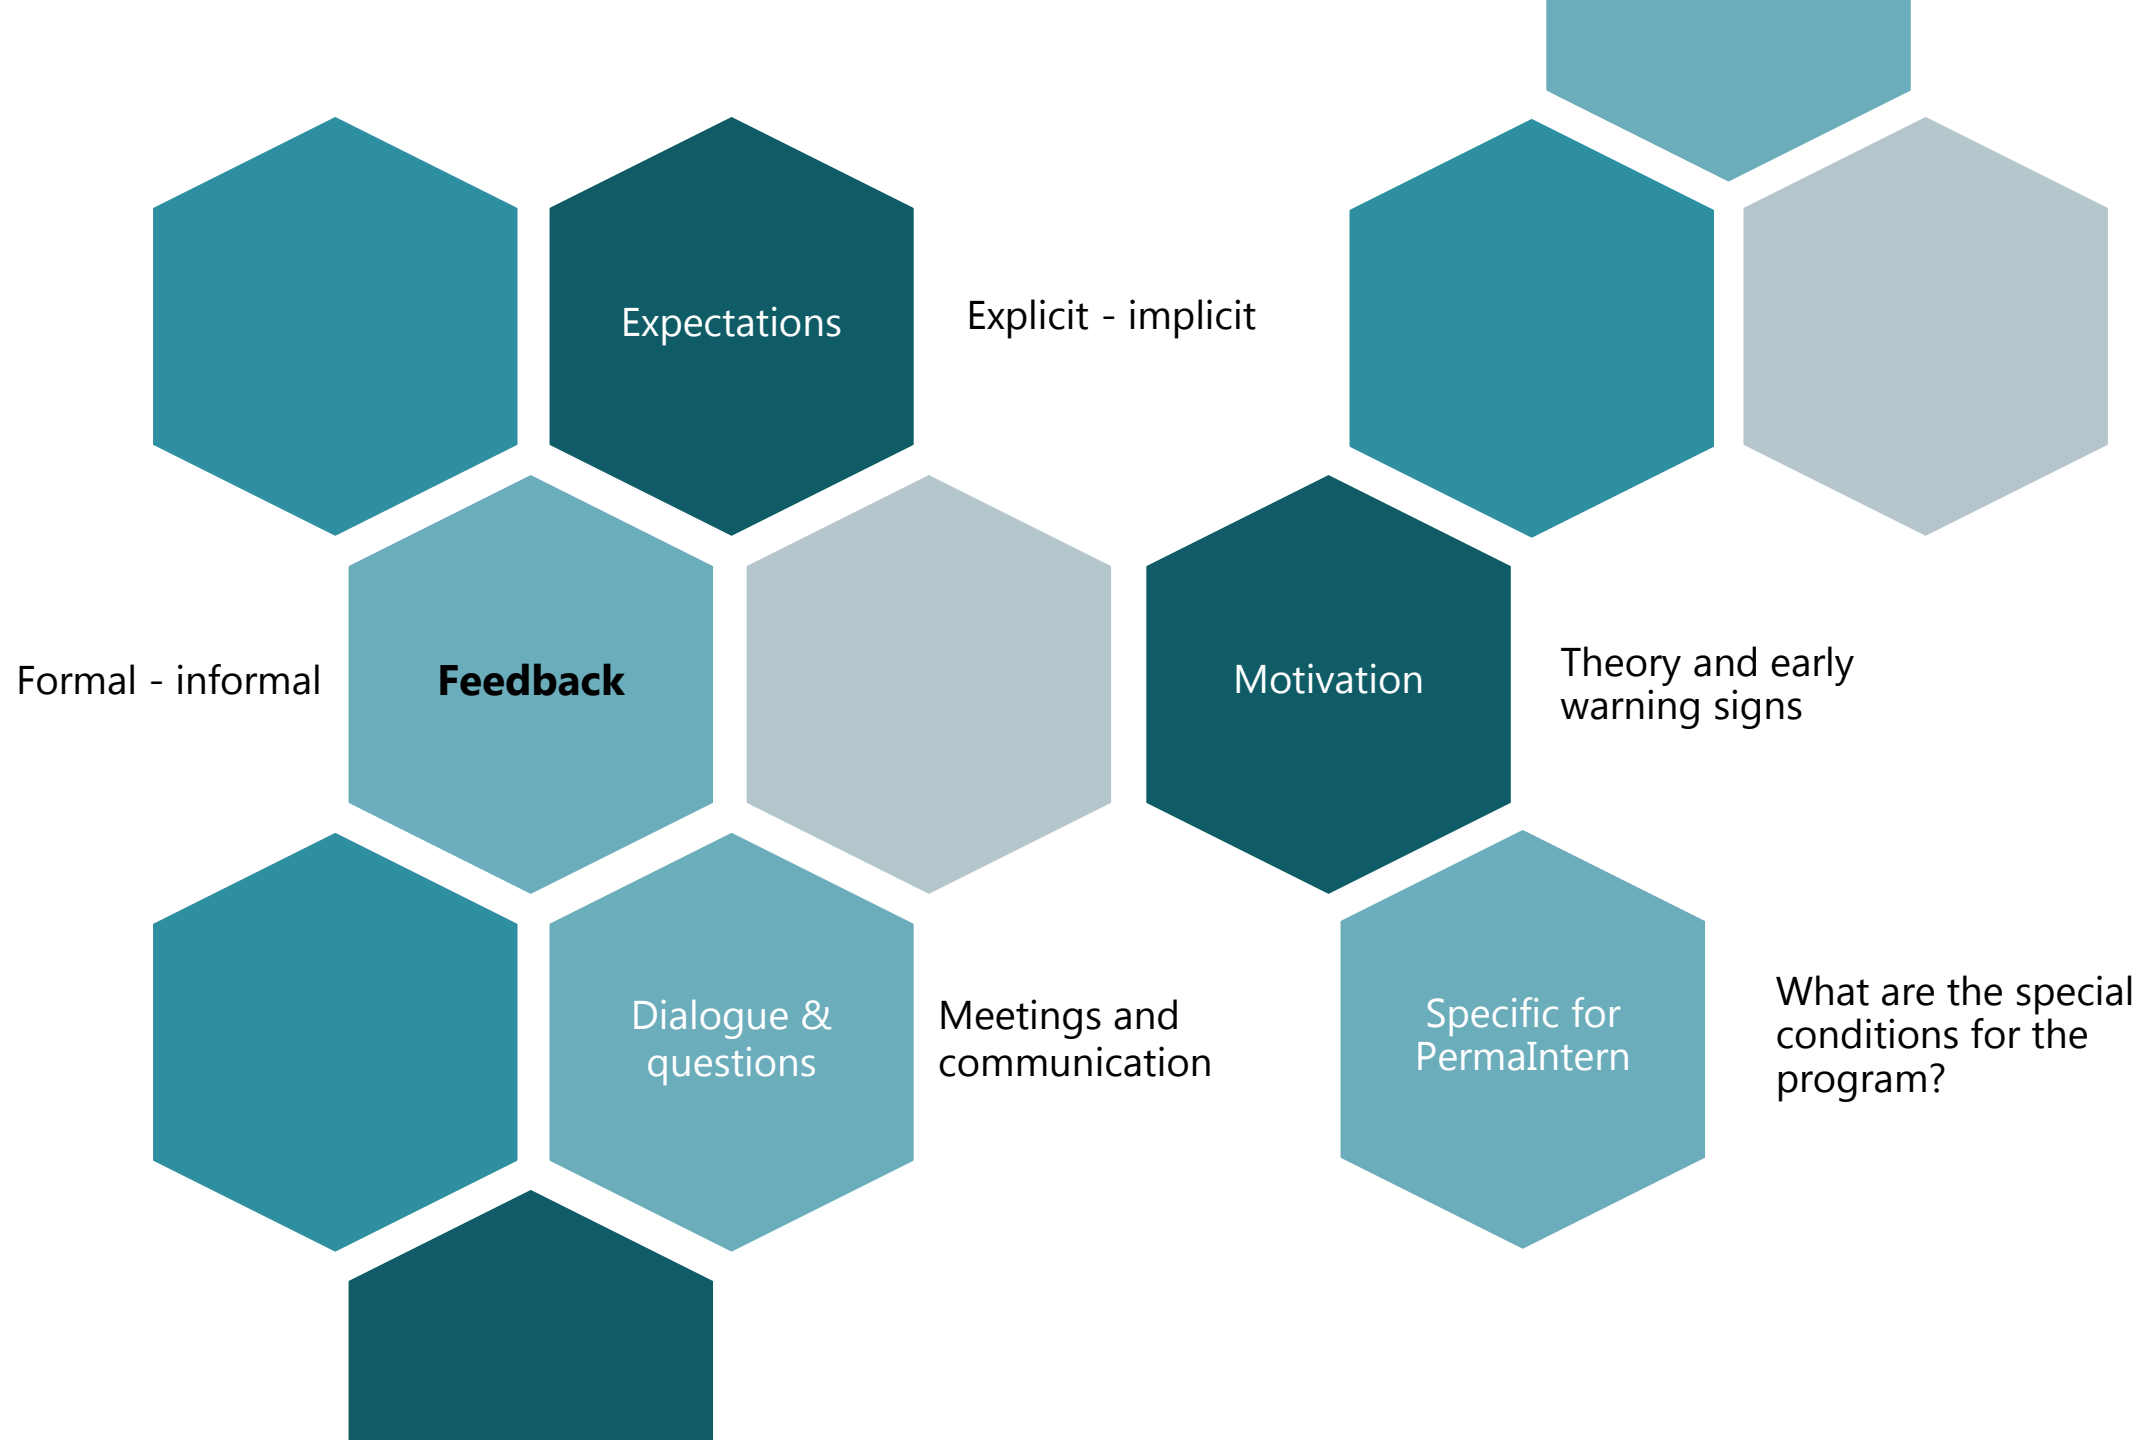 Expectations
Explicit - implicit
Formal - informal
Feedback
Motivation
Theory and early
warning signs
Dialogue &
questions
Meetings and
communication
Specific for
PermaIntern
What are the special
conditions for the
program?